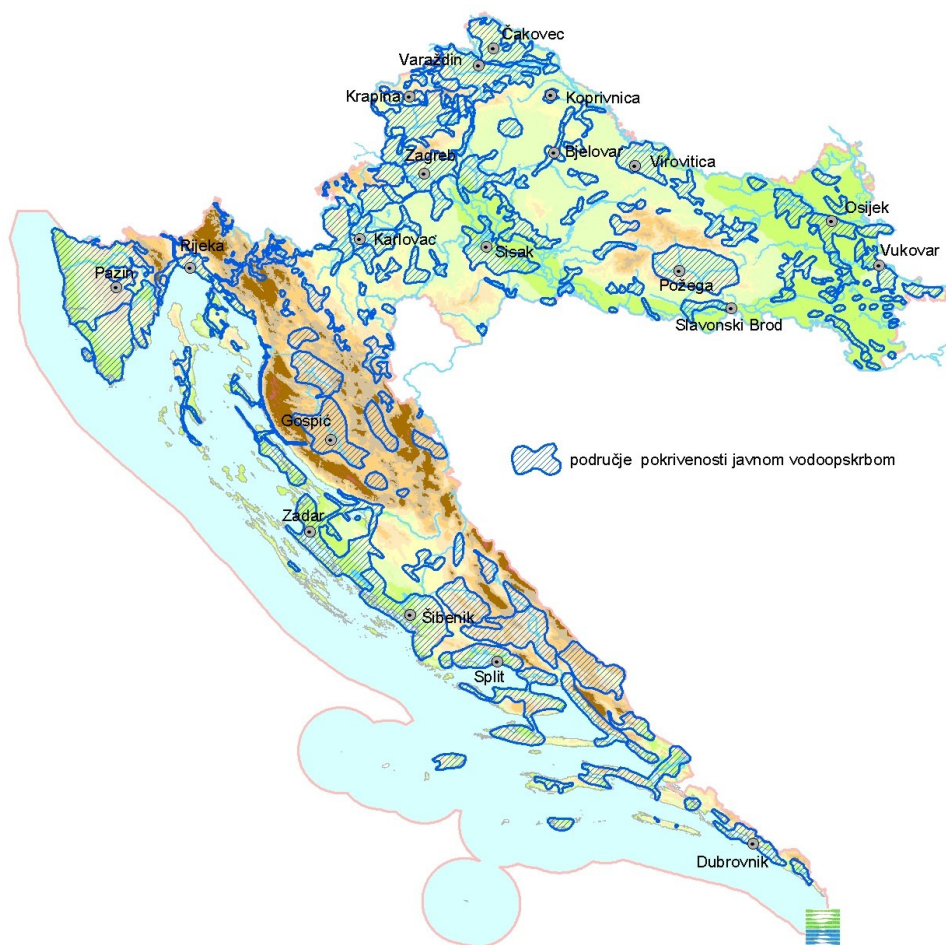 Čakovec
Varaždin
Krapina
Koprivnica
Bjelovar
Zagreb
Virovitica
Osijek
Karlovac
Sisak
Rijeka
Vukovar
Pazin
Požega
Slavonski Brod
Gospić
područje pokrivenosti javnom vodoopskrbom
Zadar
Šibenik
Split
Dubrovnik